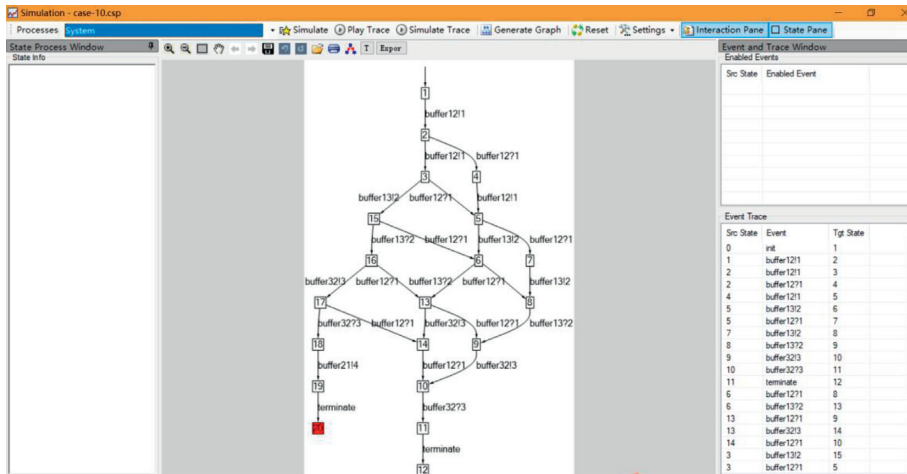 Simulation - case-10.csp
Processes System Simulate Play Trace Simulate Trace Generate Graph Reset Settings Interaction Pane State Pane
State Process Window
State Info
T Expor
Event and Trace Window
Enabled Events
Src State Enabled Event
1
buffer12!1
2
buffer12!1 buffer12?1
3 4
buffer13!2 buffer12?1 buffer12!1
15 5
buffer13?2 buffer12?1 buffer13!2 buffer12?1
16 6 7
buffer32!3 buffer12?1 buffer13?2 buffer12?1 buffer13!2
17 13 8
buffer32?3 buffer12?1 buffer32!3 buffer12?1 buffer13?2
18 14 9
buffer21!4 buffer12?1 buffer32!3
19 10
terminate buffer32?3
20 11
terminate
12
Event Trace
Src State Event Tgt State
0 init 1
1 buffer12!1 2
2 buffer12!1 3
2 buffer12?1 4
4 buffer12!1 5
5 buffer13!2 6
5 buffer12?1 7
7 buffer13!2 8
8 buffer13?2 9
9 buffer32!3 10
10 buffer32?3 11
11 terminate 12
6 buffer12?1 8
6 buffer13?2 13
13 buffer12?1 9
13 buffer32!3 14
14 buffer12?1 10
3 buffer13!2 15
3 buffer12?1 5